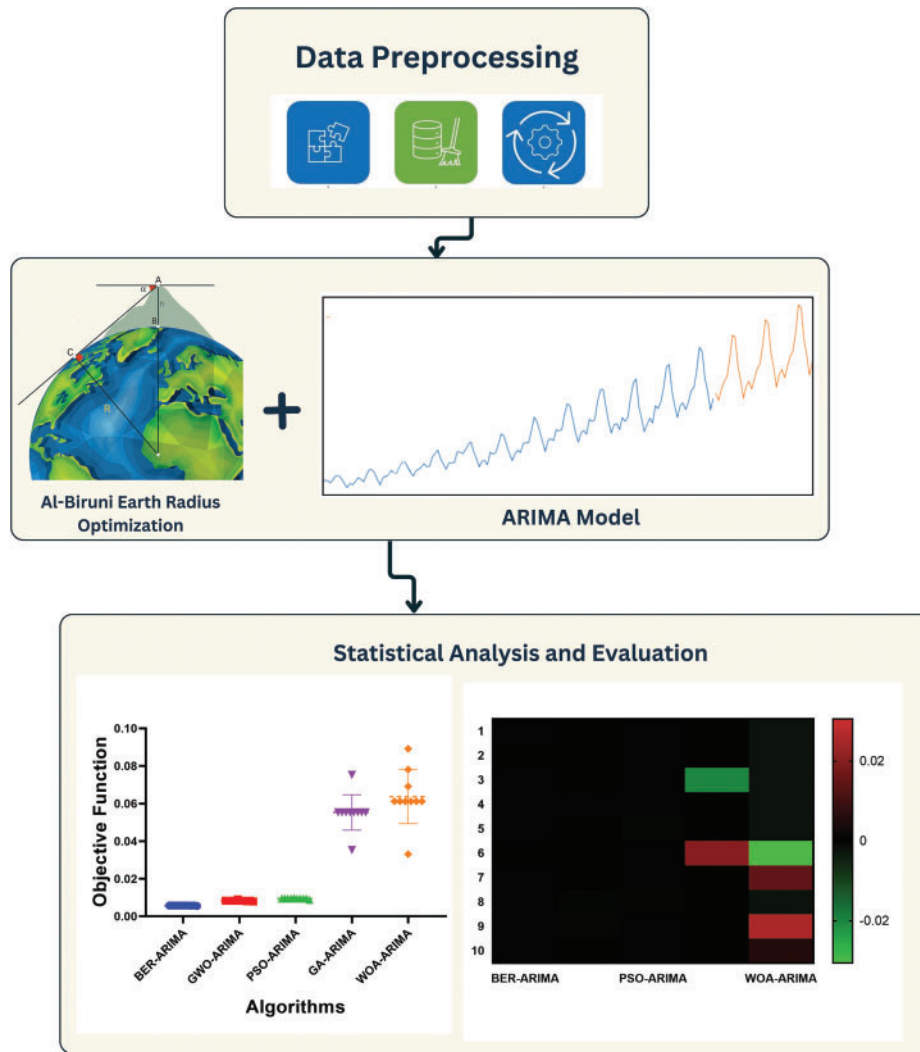 Data Preprocessing
A
α
h
B
C
R
Al-Biruni Earth Radius
Optimization
+
ARIMA Model
Statistical Analysis and Evaluation
Objective Function
0.10
0.08
0.06
0.04
0.02
0.00
BER-ARIMA
GWO-ARIMA
PSO-ARIMA
GA-ARIMA
WOA-ARIMA
Algorithms
1
2
3
4
5
6
7
8
9
10
BER-ARIMA
PSO-ARIMA
WOA-ARIMA
0.02
0
-0.02